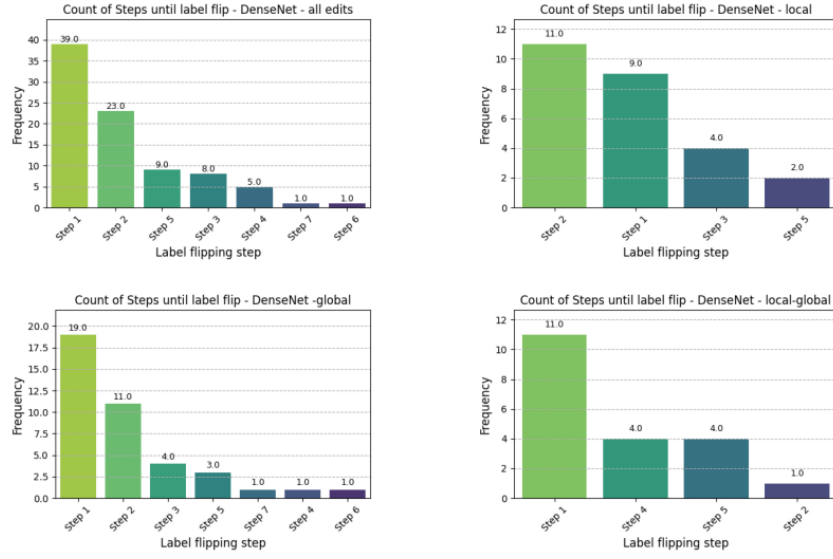 Count of Steps until label flip - DenseNet - all edits
40
35
30
25
20
15
10
5
0
Frequency
39.0
23.0
9.0
8.0
5.0
1.0
1.0
Step 1
Step 2
Step 5
Step 3
Step 4
Step 7
Step 6
Label flipping step
Count of Steps until label flip - DenseNet - local
12
10
8
6
4
2
0
Frequency
11.0
9.0
4.0
2.0
Step 2
Step 1
Step 3
Step 5
Label flipping step
Count of Steps until label flip - DenseNet -global
20.0
17.5
15.0
12.5
10.0
7.5
5.0
2.5
0.0
Frequency
19.0
11.0
4.0
3.0
1.0
1.0
1.0
Step 1
Step 2
Step 3
Step 5
Step 7
Step 4
Step 6
Label flipping step
Count of Steps until label flip - DenseNet - local-global
12
10
8
6
4
2
0
Frequency
11.0
4.0
4.0
1.0
Step 1
Step 4
Step 5
Step 2
Label flipping step